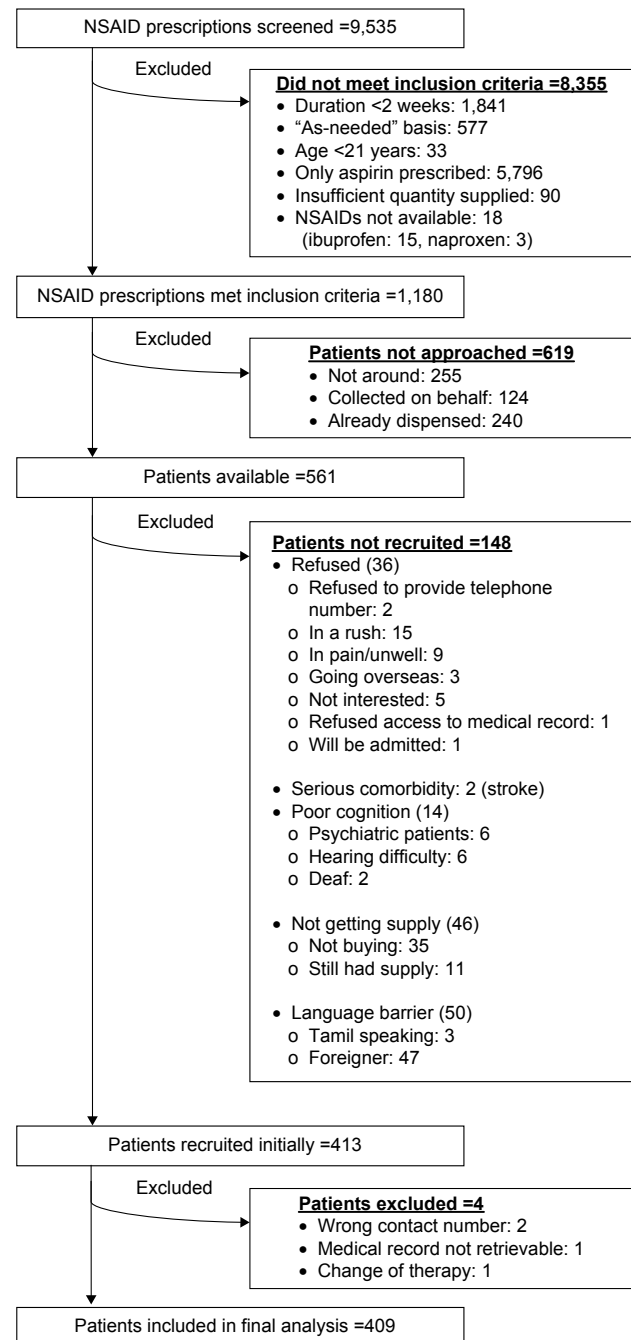 NSAID prescriptions screened =9,535
Excluded
Did not meet inclusion criteria =8,355
• Duration <2 weeks: 1,841
• “As-needed” basis: 577
• Age <21 years: 33
• Only aspirin prescribed: 5,796
• Insufficient quantity supplied: 90
• NSAIDs not available: 18
(ibuprofen: 15, naproxen: 3)
NSAID prescriptions met inclusion criteria =1,180
Excluded
Patients not approached =619
• Not around: 255
• Collected on behalf: 124
• Already dispensed: 240
Patients available =561
Excluded
Patients not recruited =148
• Refused (36)
o Refused to provide telephone
number: 2
o In a rush: 15
o In pain/unwell: 9
o Going overseas: 3
o Not interested: 5
o Refused access to medical record: 1
o Will be admitted: 1
• Serious comorbidity: 2 (stroke)
• Poor cognition (14)
o Psychiatric patients: 6
o Hearing difficulty: 6
o Deaf: 2
• Not getting supply (46)
o Not buying: 35
o Still had supply: 11
• Language barrier (50)
o Tamil speaking: 3
o Foreigner: 47
Patients recruited initially =413
Excluded
Patients excluded =4
• Wrong contact number: 2
• Medical record not retrievable: 1
• Change of therapy: 1
Patients included in final analysis =409